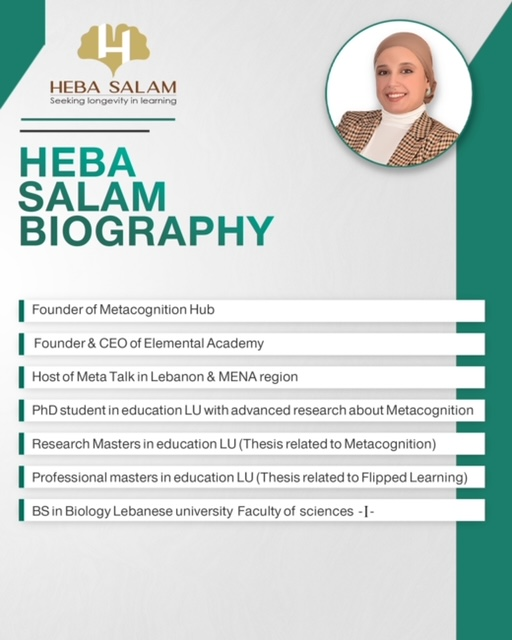 H
HEBA SALAM
Seeking longevity in learning
HEBA
SALAM
BIOGRAPHY
Founder of Metacognition Hub
Founder & CEO of Elemental Academy
Host of Meta Talk in Lebanon & MENA region
PhD student in education LU with advanced research about Metacognition
Research Masters in education LU (Thesis related to Metacognition)
Professional masters in education LU (Thesis related to Flipped Learning)
BS in Biology Lebanese university Faculty of sciences -I-